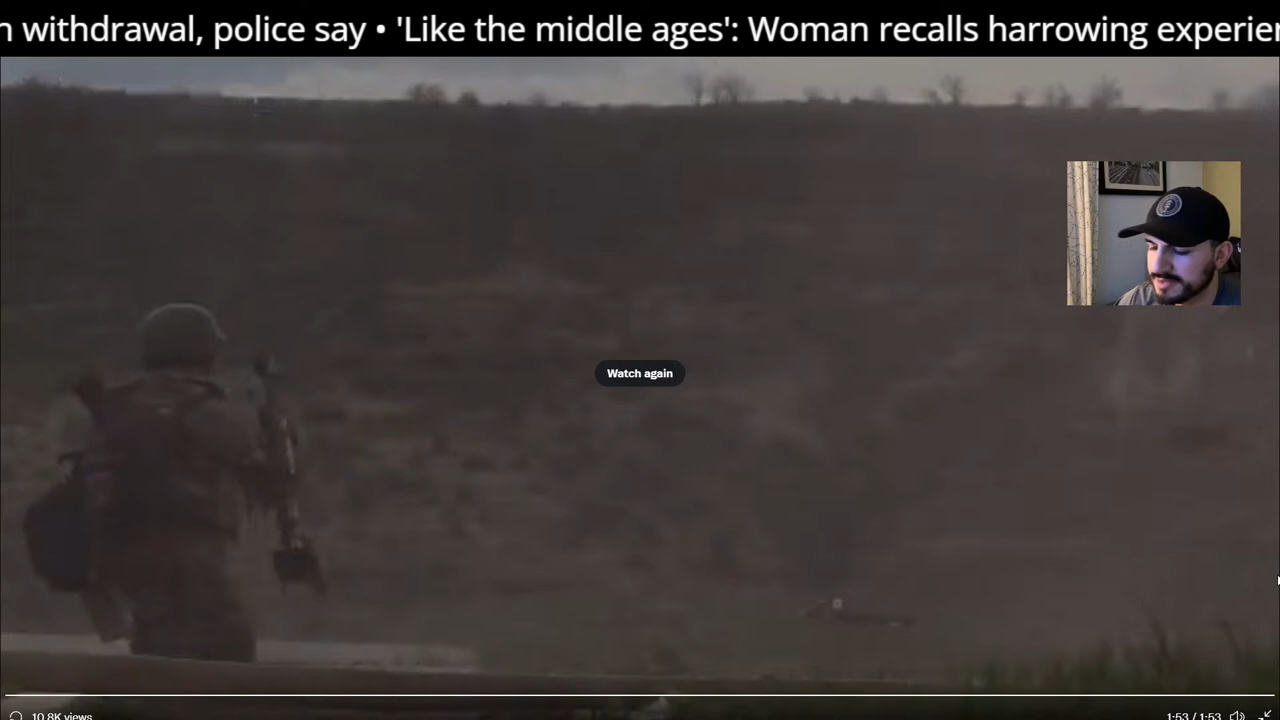 n withdrawal, police say • 'Like the middle ages': Woman recalls harrowing experien
Watch again
10.8K views
1:53 / 1:53